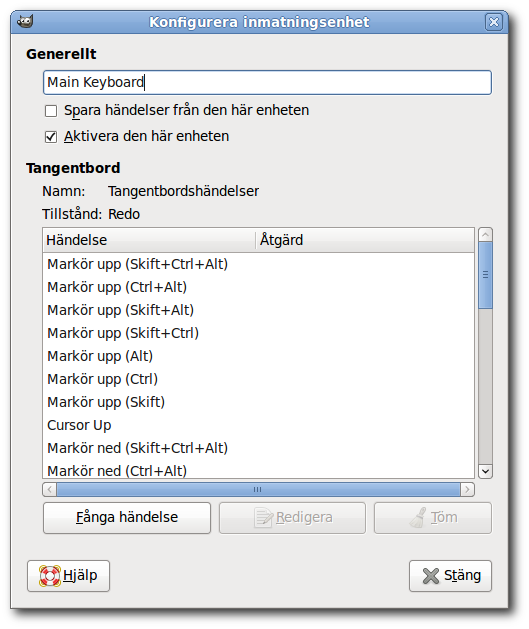 Konfigurera inmatningsenhet
Generellt
Main Keyboard
Spara händelser från den här enheten
Aktivera den här enheten
Tangentbord
Namn: Tangentbordshändelser
Tillstånd: Redo
Händelse Åtgärd
Markör upp (Skift+Ctrl+Alt)
Markör upp (Ctrl+Alt)
Markör upp (Skift+Alt)
Markör upp (Skift+Ctrl)
Markör upp (Alt)
Markör upp (Ctrl)
Markör upp (Skift)
Cursor Up
Markör ned (Skift+Ctrl+Alt)
Markör ned (Ctrl+Alt)
Fånga händelse Redigera Töm
Hjälp Stäng